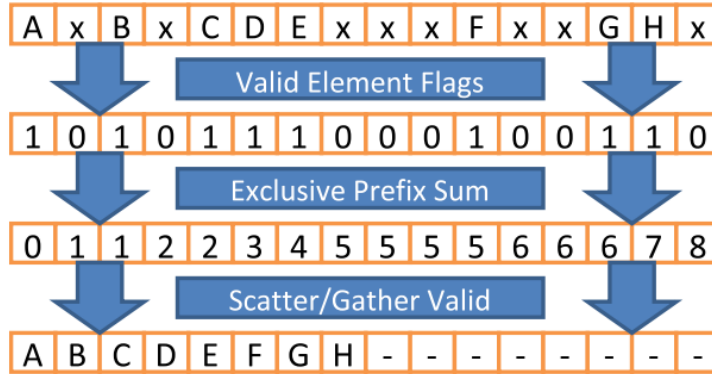 A x B x C D E x x x F x x G H x
Valid Element Flags
1 0 1 0 1 1 1 0 0 0 1 0 0 1 1 0
Exclusive Prefix Sum
0 1 1 2 2 3 4 5 5 5 5 6 6 6 7 8
Scatter/Gather Valid
A B C D E F G H - - - - - - - -